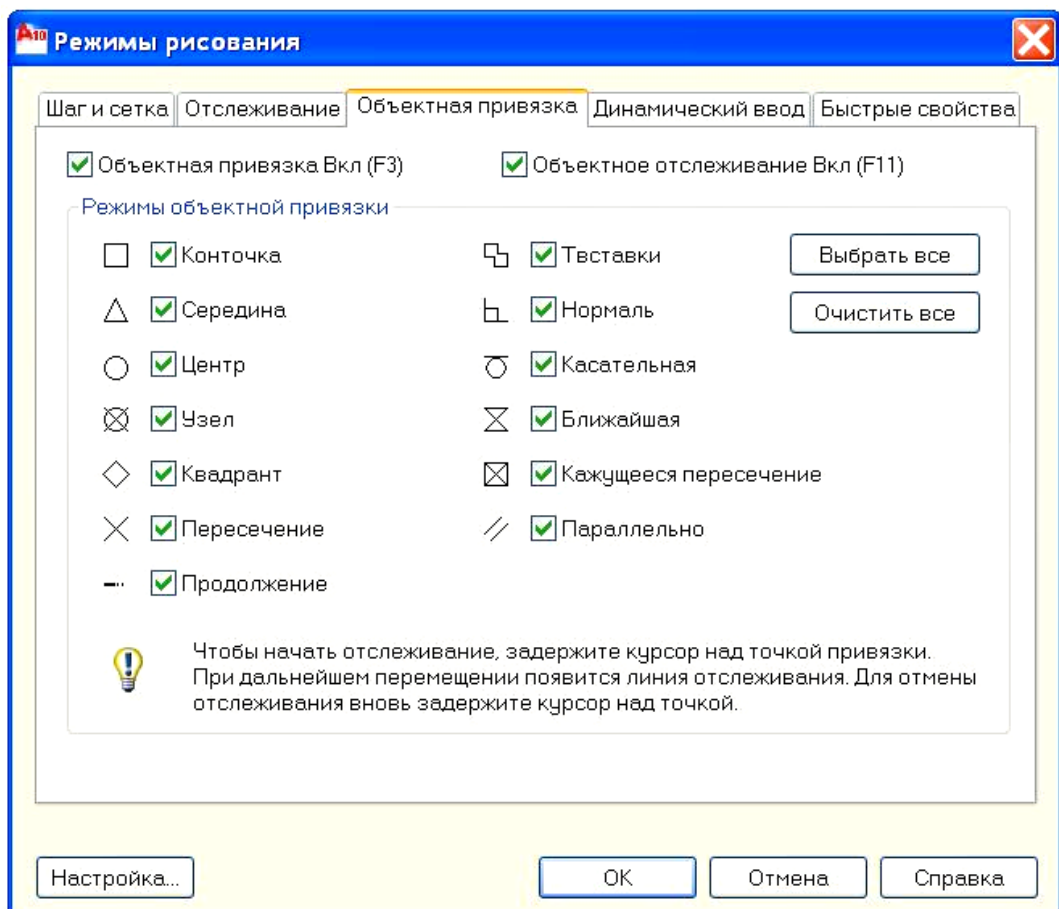 A10 Режимы рисования
Шаг и сетка Отслеживание Объектная привязка Динамический ввод Быстрые свойства
Объектная привязка Вкл (F3) Объектное отслеживание Вкл (F11)
Режимы объектной привязки
Конточка Твставки Выбрать все
Середина Нормаль Очистить все
Центр Касательная
Узел Ближайшая
Квадрант Кажущееся пересечение
Пересечение Параллельно
Продолжение
Чтобы начать отслеживание, задержите курсор над точкой привязки.
При дальнейшем перемещении появится линия отслеживания. Для отмены
отслеживания вновь задержите курсор над точкой.
Настройка... ОК Отмена Справка